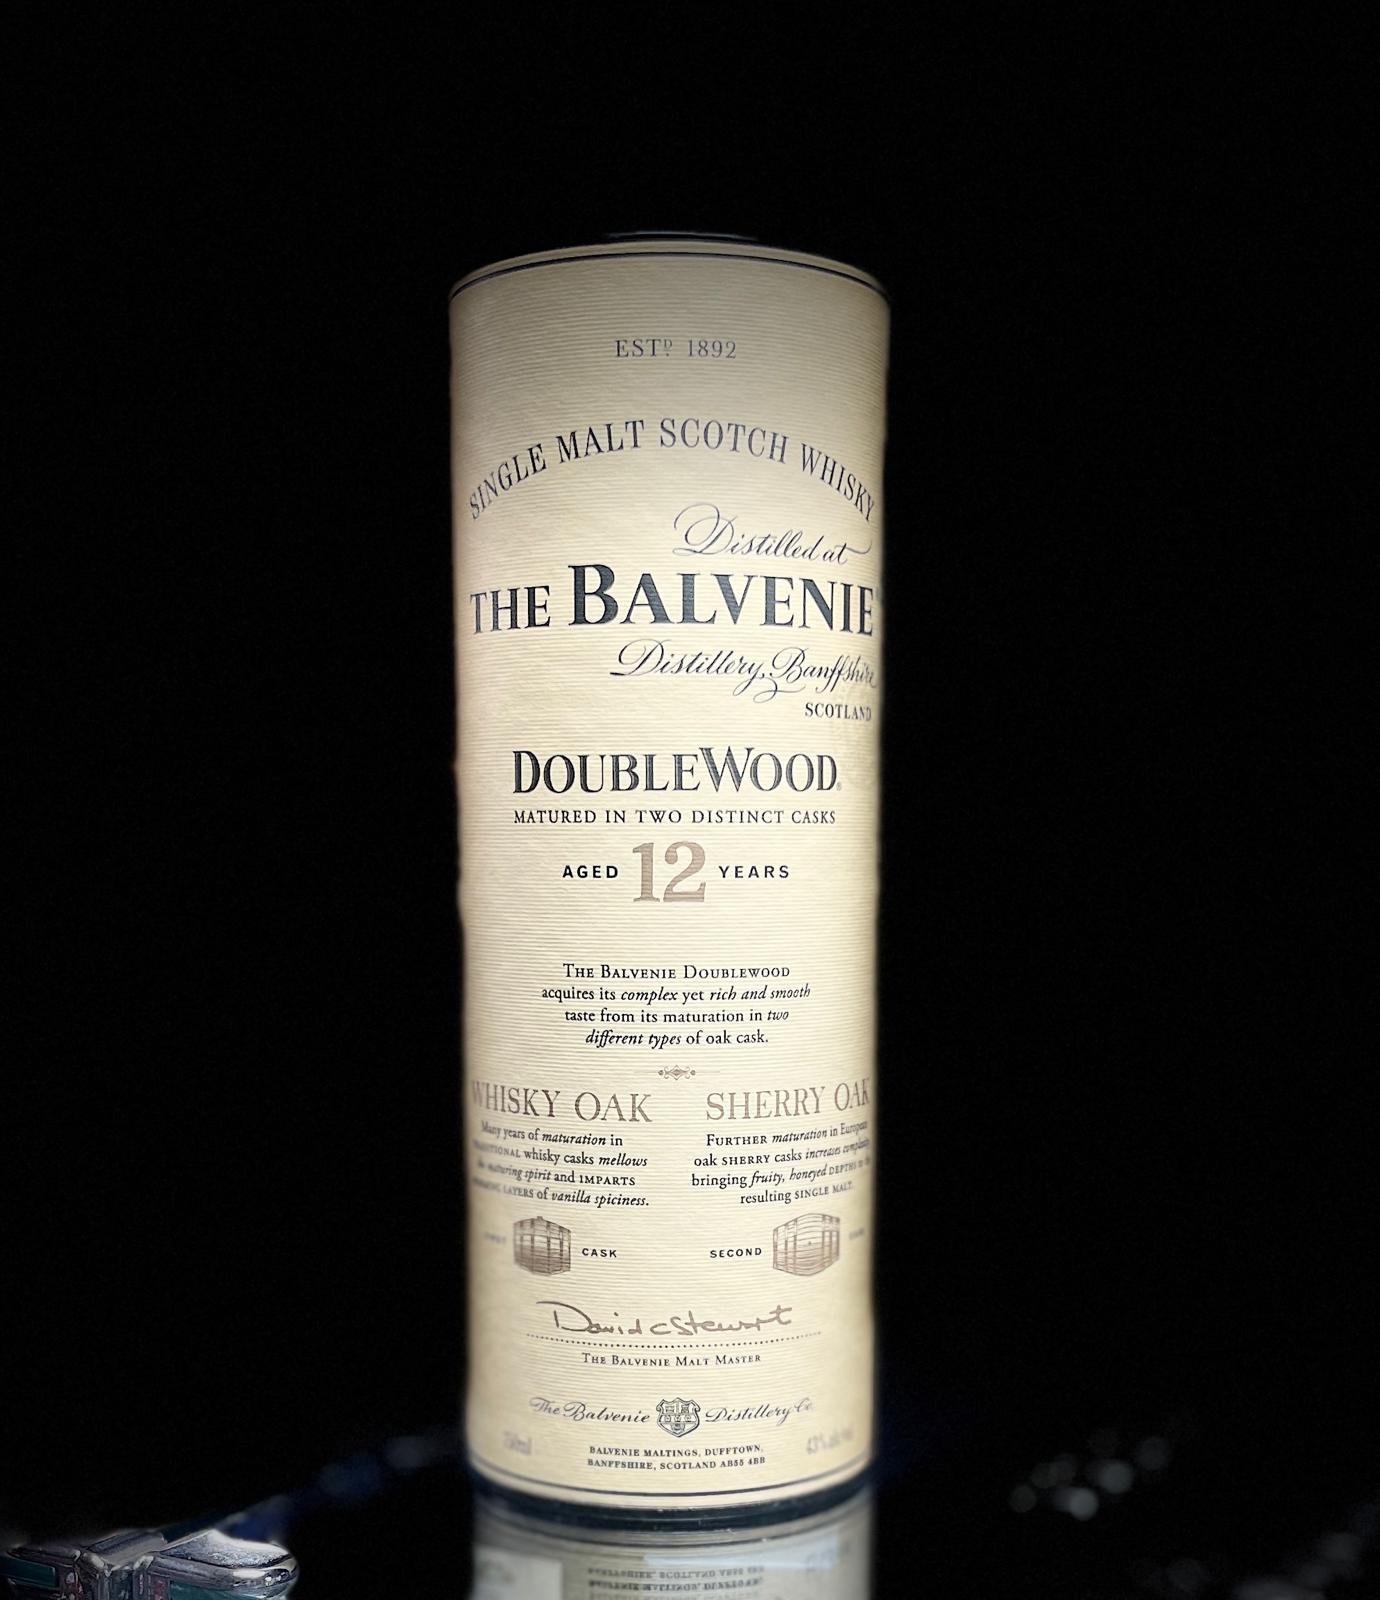 ESTD 1892
SINGLE MALT SCOTCH WHISKY
Distilled at
THE BALVENIE
Distillery, Banffshire
SCOTLAND
DOUBLEWOOD®
MATURED IN TWO DISTINCT CASKS
AGED 12 YEARS
THE BALVENIE DOUBLEWOOD
acquires its complex yet rich and smooth
taste from its maturation in two
different types of oak cask.
WHISKY OAK
Many years of maturation in
whisky casks mellows
the maturing spirit and IMPARTS
LAYERS of vanilla spiciness.
CASK
SHERRY OAK
FURTHER maturation in European
oak SHERRY casks increases complexity
bringing fruity, honeyed DEPTHS to
resulting SINGLE MALT.
SECOND
David C Stewart
THE BALVENIE MALT MASTER
The Balvenie Distillery Co
750ml
BALVENIE MALTINGS, DUFFTOWN,
BANFFSHIRE, SCOTLAND AB55 4BB
43%